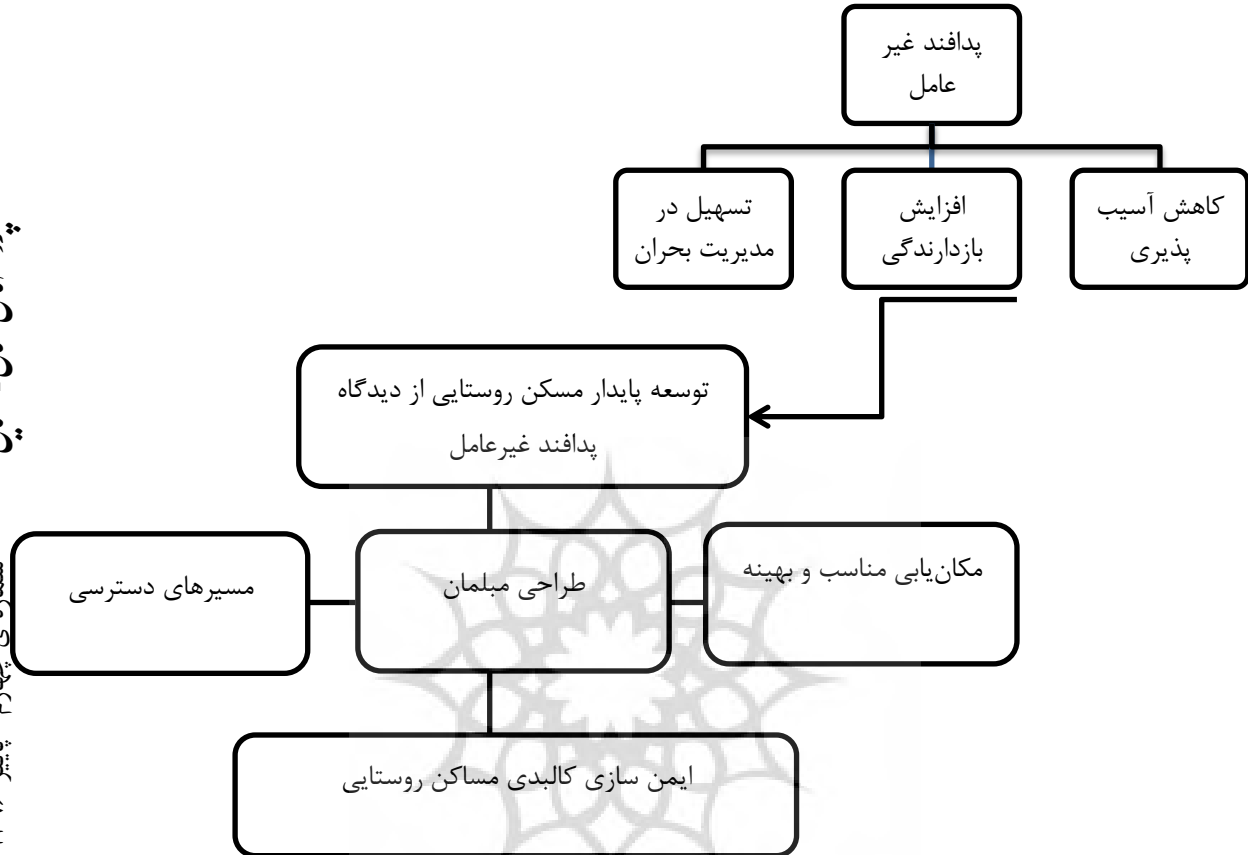 پدافند غیر
عامل
کاهش آسیب
پذیری
افزایش
بازدارندگی
تسهیل در
مدیریت بحران
توسعه پایدار مسکن روستایی از دیدگاه
پدافند غیرعامل
مکان‌یابی مناسب و بهینه
طراحی مبلمان
مسیرهای دسترسی
ایمن سازی کالبدی مساکن روستایی